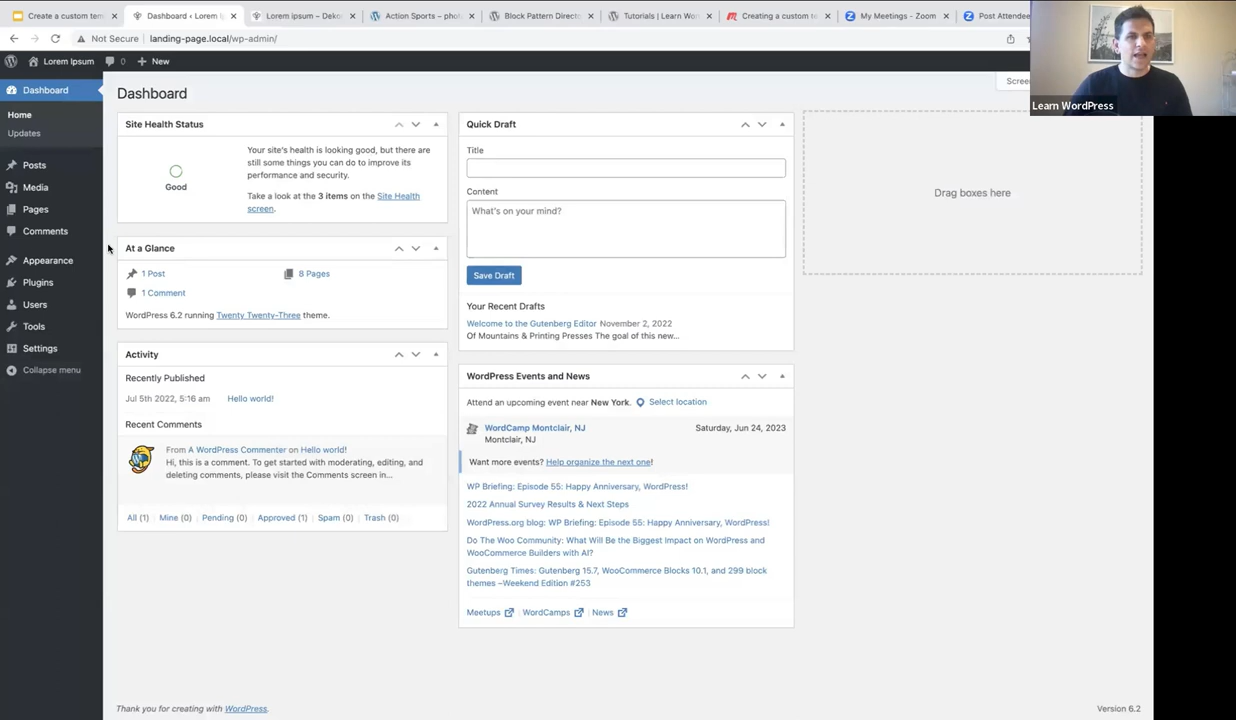 Create a custom tem
Dashboard ‹ Lorem Ip
Lorem ipsum – Dekor
Action Sports – phot
Block Pattern Direct
Tutorials | Learn Wor
Creating a custom te
My Meetings - Zoom
Post Attendee
Not Secure
landing-page.local/wp-admin/
Lorem Ipsum
0
New
Dashboard
Home
Updates
Posts
Media
Pages
Comments
Appearance
Plugins
Users
Tools
Settings
Collapse menu
Dashboard
Scree
Learn WordPress
Site Health Status
Good
Your site's health is looking good, but there are
still some things you can do to improve its
performance and security.
Take a look at the 3 items on the Site Health
screen.
At a Glance
1 Post
8 Pages
1 Comment
WordPress 6.2 running Twenty Twenty-Three theme.
Activity
Recently Published
Jul 5th 2022, 5:16 am
Hello world!
Recent Comments
From A WordPress Commenter on Hello world!
Hi, this is a comment. To get started with moderating, editing, and
deleting comments, please visit the Comments screen in...
All (1) | Mine (0) | Pending (0) | Approved (1) | Spam (0) | Trash (0)
Quick Draft
Title
Content
What's on your mind?
Save Draft
Your Recent Drafts
Welcome to the Gutenberg Editor November 2, 2022
Of Mountains & Printing Presses The goal of this new...
WordPress Events and News
Attend an upcoming event near New York.
Select location
WordCamp Montclair, NJ
Saturday, Jun 24, 2023
Montclair, NJ
Want more events? Help organize the next one!
WP Briefing: Episode 55: Happy Anniversary, WordPress!
2022 Annual Survey Results & Next Steps
WordPress.org blog: WP Briefing: Episode 55: Happy Anniversary, WordPress!
Do The Woo Community: What Will Be the Biggest Impact on WordPress and
WooCommerce Builders with AI?
Gutenberg Times: Gutenberg 15.7, WooCommerce Blocks 10.1, and 299 block
themes –Weekend Edition #253
Meetups | WordCamps | News
Drag boxes here
Thank you for creating with WordPress.
Version 6.2